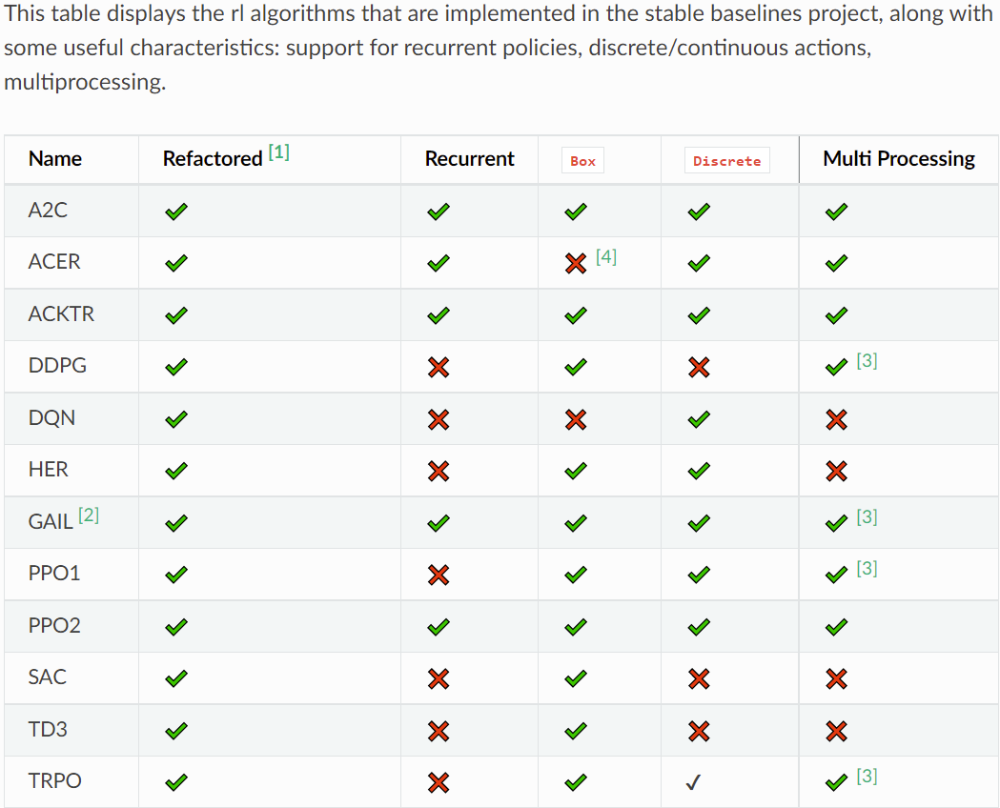 This table displays the rl algorithms that are implemented in the stable baselines project, along with
some useful characteristics: support for recurrent policies, discrete/continuous actions,
multiprocessing.
Name Refactored [1] Recurrent Box Discrete Multi Processing
A2C ✔ ✔ ✔ ✔ ✔
ACER ✔ ✔ ❌ [4] ✔ ✔
ACKTR ✔ ✔ ✔ ✔ ✔
DDPG ✔ ❌ ✔ ❌ ✔ [3]
DQN ✔ ❌ ❌ ✔ ❌
HER ✔ ❌ ✔ ✔ ❌
GAIL [2] ✔ ✔ ✔ ✔ ✔ [3]
PPO1 ✔ ❌ ✔ ✔ ✔ [3]
PPO2 ✔ ✔ ✔ ✔ ✔
SAC ✔ ❌ ✔ ❌ ❌
TD3 ✔ ❌ ✔ ❌ ❌
TRPO ✔ ❌ ✔ ✓ ✔ [3]